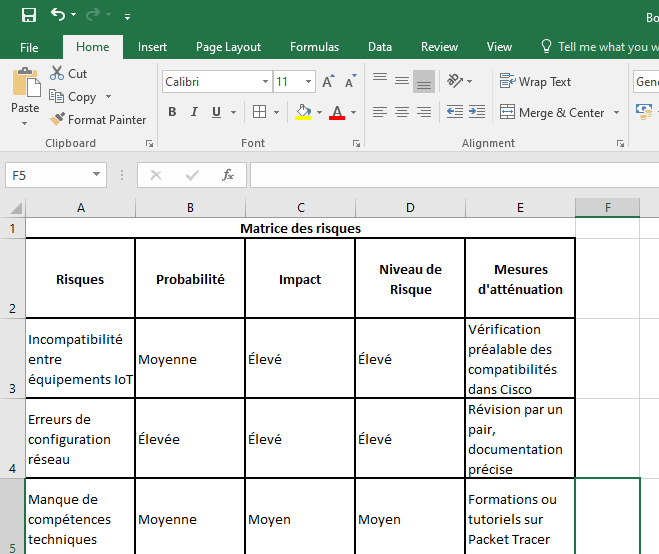 Bo
File Home Insert Page Layout Formulas Data Review View Tell me what you w
Paste
Cut
Copy
Format Painter
Clipboard
Calibri 11 A A
B I U A
Font
Wrap Text
Merge & Center
Alignment
Gene
F5 fx
A B C D E F
1 Matrice des risques
2 Risques Probabilité Impact Niveau de
Risque Mesures
d'atténuation
3 Incompatibilité
entre
équipements IoT Moyenne Élevé Élevé Vérification
préalable des
compatibilités
dans Cisco
4 Erreurs de
configuration
réseau Élevée Élevé Élevé Révision par un
pair,
documentation
précise
5 Manque de
compétences
techniques Moyenne Moyen Moyen Formations ou
tutoriels sur
Packet Tracer